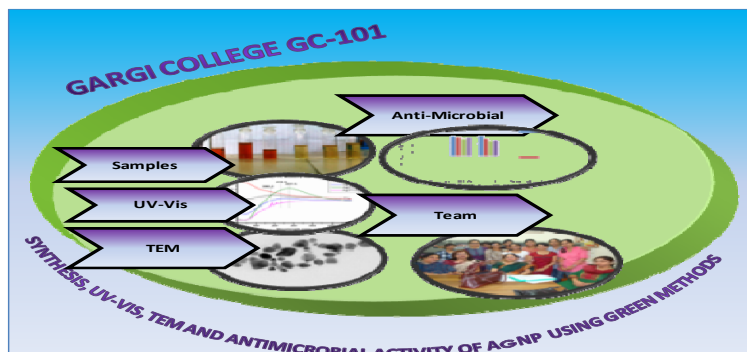 GARGI COLLEGE GC-101
Anti-Microbial
Samples
UV-Vis
Team
TEM
SYNTHESIS, UV-VIS, TEM AND ANTIMICROBIAL ACTIVITY OF AGNP USING GREEN METHODS